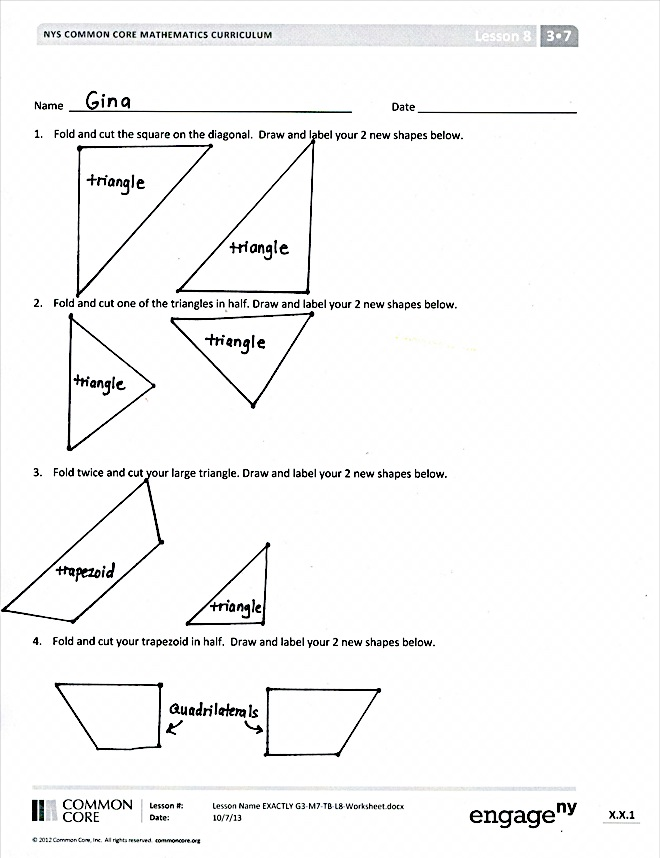 NYS COMMON CORE MATHEMATICS CURRICULUM Lesson 8 3•7
Name Gina Date
1. Fold and cut the square on the diagonal. Draw and label your 2 new shapes below.
triangle
triangle
2. Fold and cut one of the triangles in half. Draw and label your 2 new shapes below.
triangle
triangle
3. Fold twice and cut your large triangle. Draw and label your 2 new shapes below.
trapezoid
triangle
4. Fold and cut your trapezoid in half. Draw and label your 2 new shapes below.
Quadrilaterals
COMMON CORE
Lesson #: Lesson Name EXACTLY G3-M7-TB-L8-Worksheet.docx
Date: 10/7/13
engage ny
X.X.1
© 2012 Common Core, Inc. All rights reserved. commoncore.org